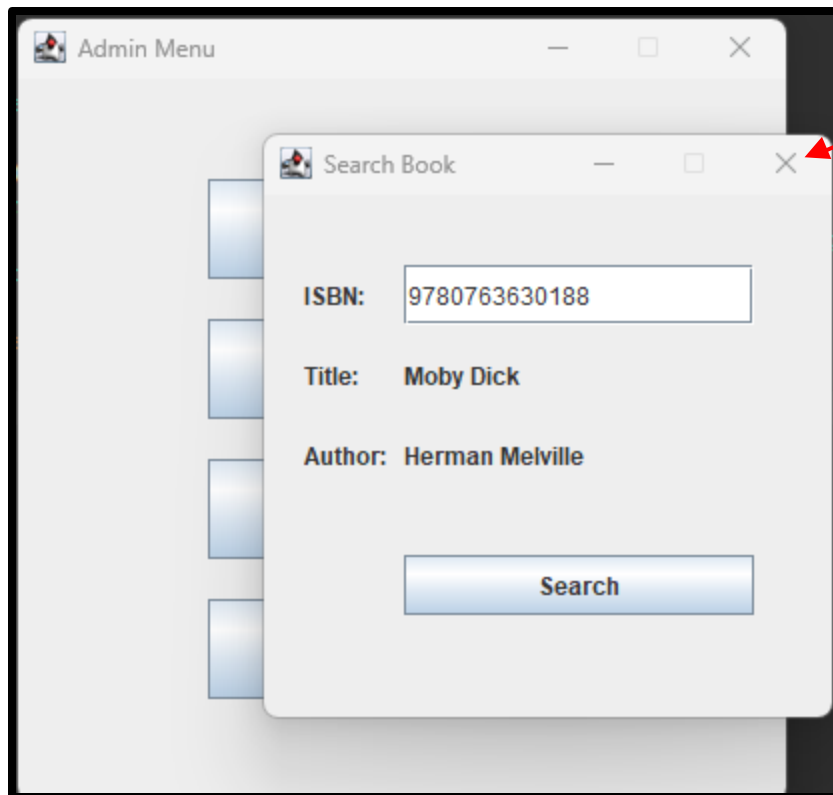 Admin Menu
Search Book
ISBN: 9780763630188
Title: Moby Dick
Author: Herman Melville
Search